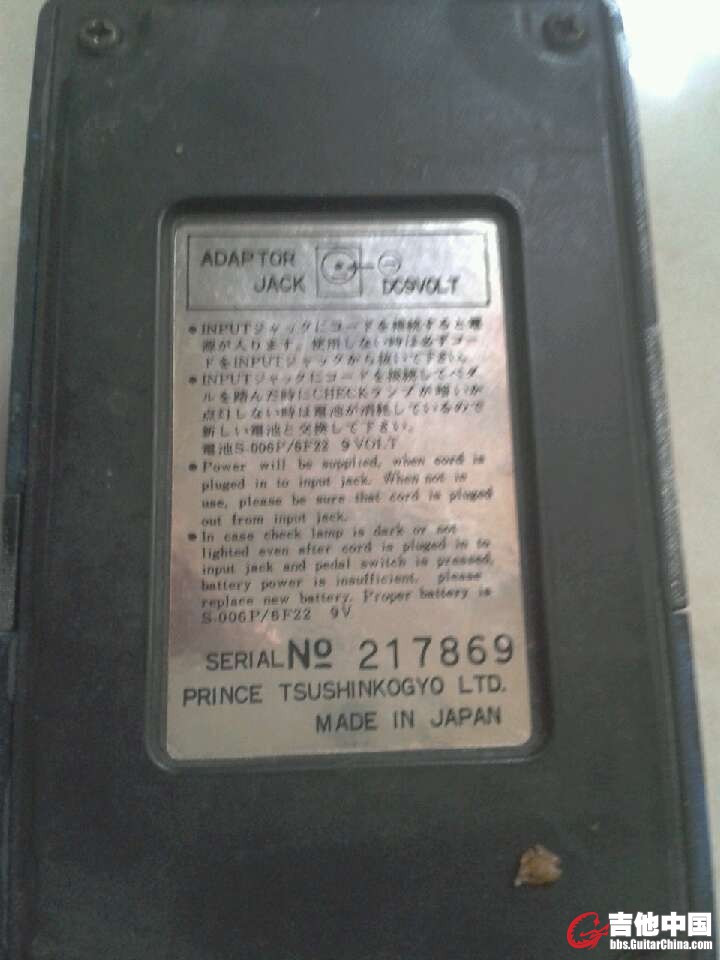 ADAPTOR
JACK
DC9VOLT
● INPUTジャックにコードを接続すると電
源が入ります。使用しない時は必ずコー
ドをINPUTジャックから抜いて下さい。
● INPUTジャックにコードを接続してペダ
ルを踏んだ時にCHECKランプが暗いか
点灯しない時は電池が消耗しているので
新しい電池と交換して下さい。
電池S-006P/6F22 9VOLT
● Power will be supplied, when cord is
pluged in to input jack. When not in
use, please be sure that cord is pluged
out from input jack.
● In case check lamp is dark or not
lighted even after cord is pluged in to
input jack and pedal switch is pressed,
battery power is insufficient. please
replace new battery. Proper battery is
S-006P/6F22 9V
SERIAL No 217869
PRINCE TSUSHINKOGYO LTD.
MADE IN JAPAN
吉他中国
bbs.GuitarChina.com